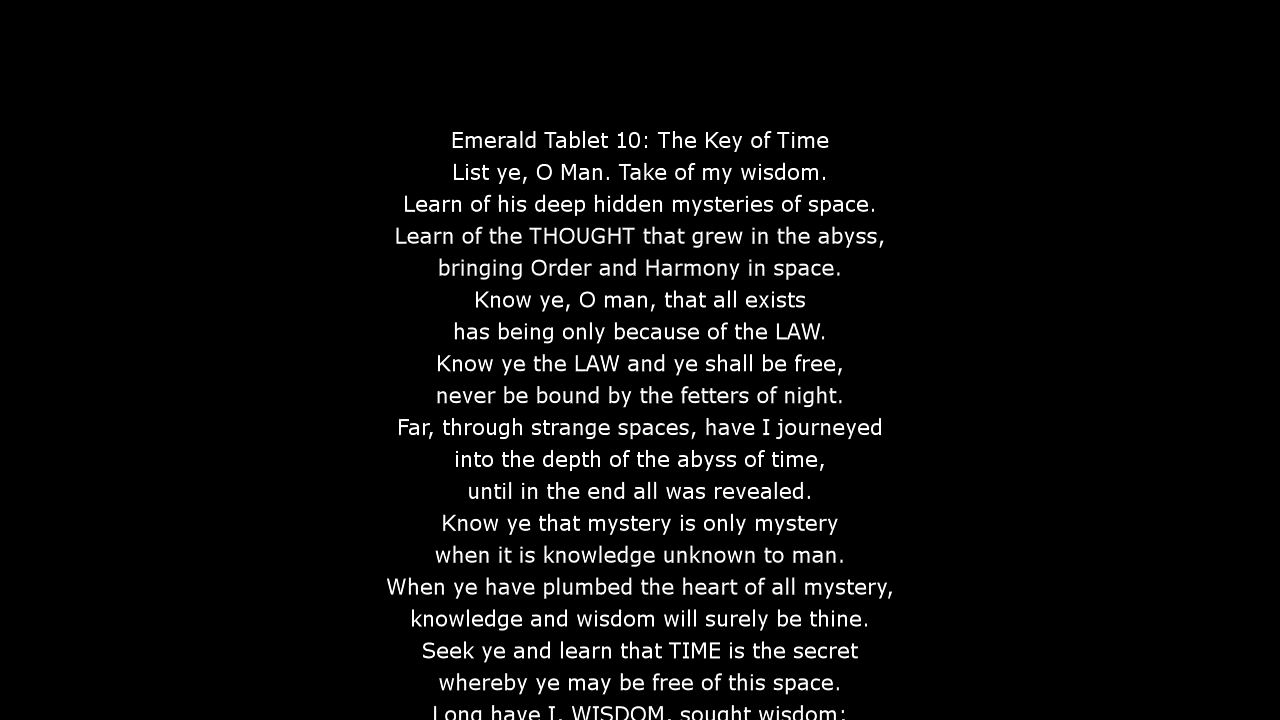 Emerald Tablet 10: The Key of Time
List ye, O Man. Take of my wisdom.
Learn of his deep hidden mysteries of space.
Learn of the THOUGHT that grew in the abyss,
bringing Order and Harmony in space.
Know ye, O man, that all exists
has being only because of the LAW.
Know ye the LAW and ye shall be free,
never be bound by the fetters of night.
Far, through strange spaces, have I journeyed
into the depth of the abyss of time,
until in the end all was revealed.
Know ye that mystery is only mystery
when it is knowledge unknown to man.
When ye have plumbed the heart of all mystery,
knowledge and wisdom will surely be thine.
Seek ye and learn that TIME is the secret
whereby ye may be free of this space.
Long have I, WISDOM, sought wisdom;